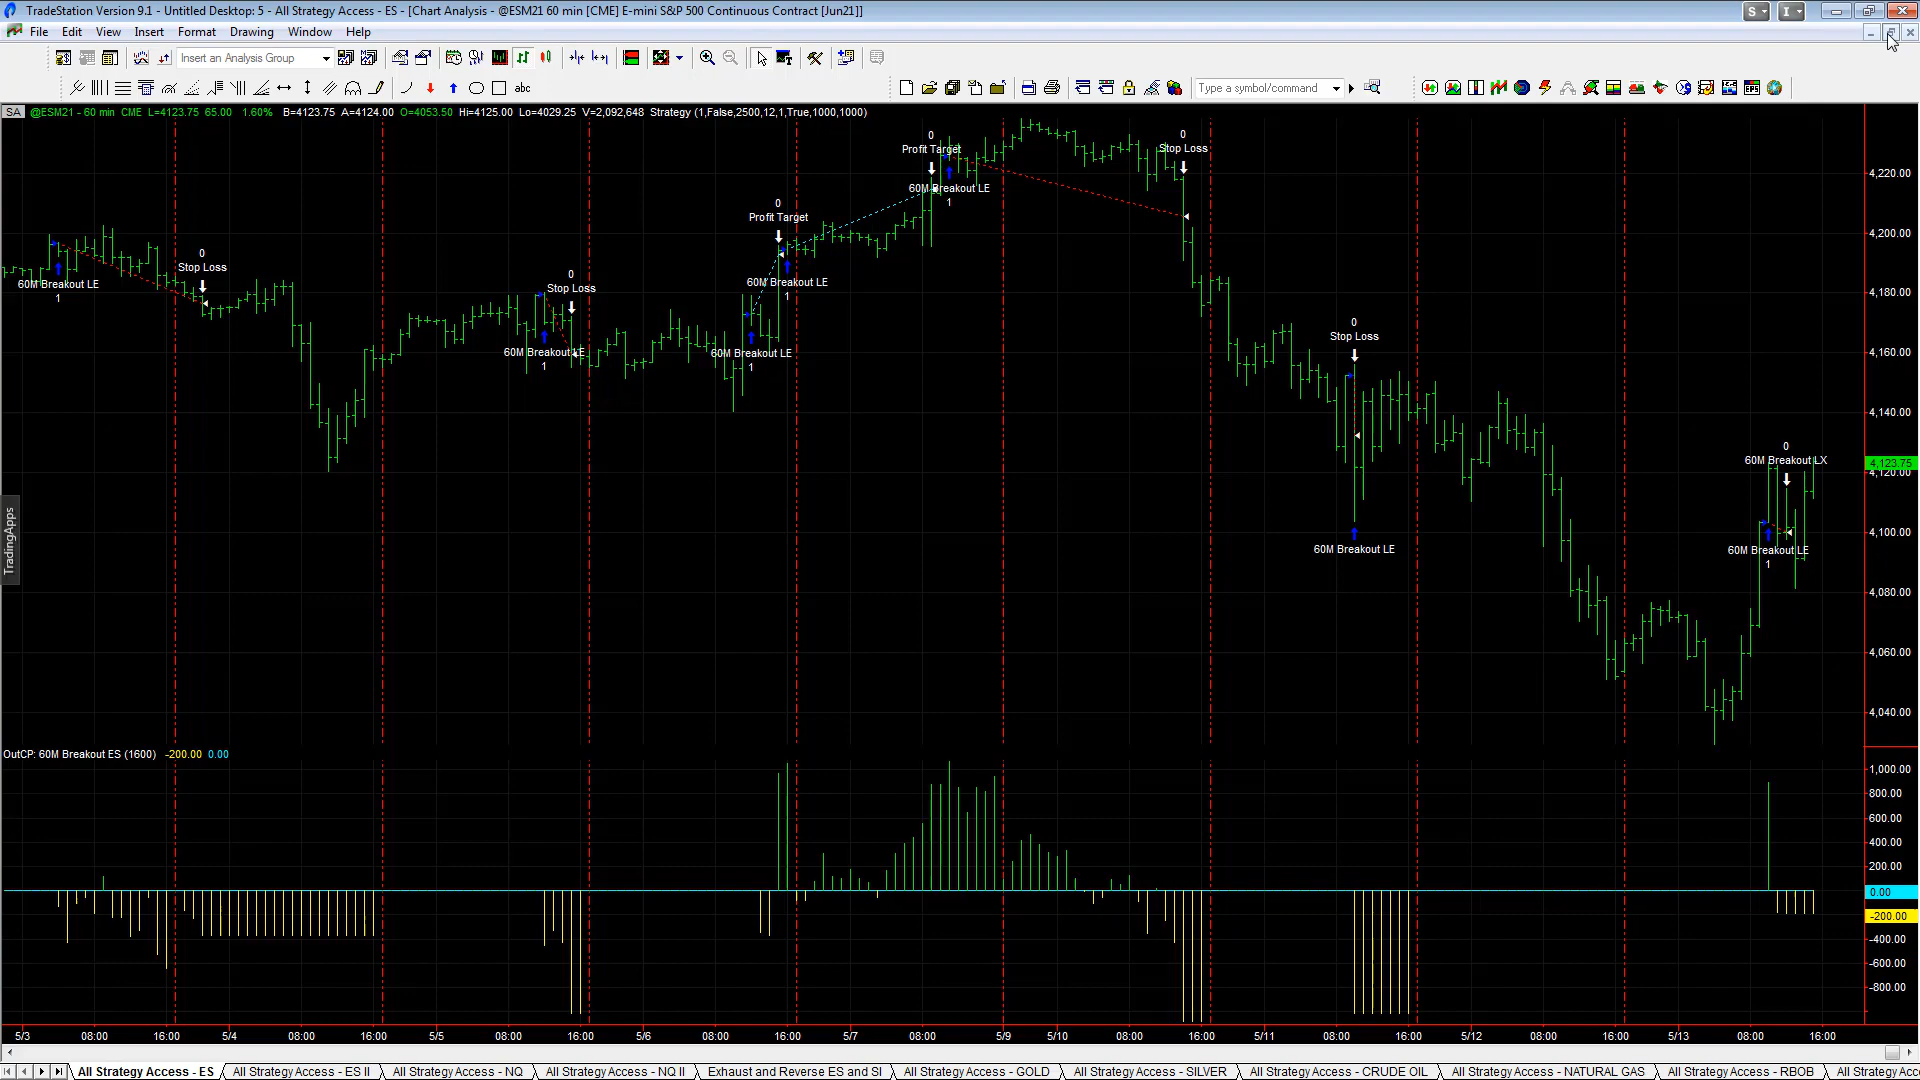 TradeStation Version 9.1 - Untitled Desktop: 5 - All Strategy Access - ES - [Chart Analysis - @ESM21 60 min [CME] E-mini S&P 500 Continuous Contract [Jun21]]
S
I
File Edit View Insert Format Drawing Window Help
Insert an Analysis Group
abc
Type a symbol/command
EPS
SA @ESM21 - 60 min CME L=4123.75 65.00 1.60% B=4123.75 A=4124.00 O=4053.50 Hi=4125.00 Lo=4029.25 V=2,092,648 Strategy (1,False,2500,12,1,True,1000,1000)
0
Profit Target
60M Breakout LE
1
0
Stop Loss
4,220.00
0
Profit Target
4,200.00
0
Stop Loss
60M Breakout LE
1
0
Stop Loss
60M Breakout LE
1
4,180.00
0
Stop Loss
60M Breakout LE
1
60M Breakout LE
1
4,160.00
4,140.00
0
60M Breakout LX
4,123.75
4,120.00
TradingApps
4,100.00
60M Breakout LE
60M Breakout LE
1
4,080.00
4,060.00
4,040.00
OutCP: 60M Breakout ES (1600) -200.00 0.00
1,000.00
800.00
600.00
400.00
200.00
0.00
-200.00
-400.00
-600.00
-800.00
5/3 08:00 16:00 5/4 08:00 16:00 5/5 08:00 16:00 5/6 08:00 16:00 5/7 08:00 5/9 08:00 16:00 5/11 08:00 16:00 5/12 08:00 16:00 5/13 08:00 16:00
All Strategy Access - ES All Strategy Access - ES II All Strategy Access - NQ All Strategy Access - NQ II Exhaust and Reverse ES and SI All Strategy Access - GOLD All Strategy Access - SILVER All Strategy Access - CRUDE OIL All Strategy Access - NATURAL GAS All Strategy Access - RBOB All Strategy Acc